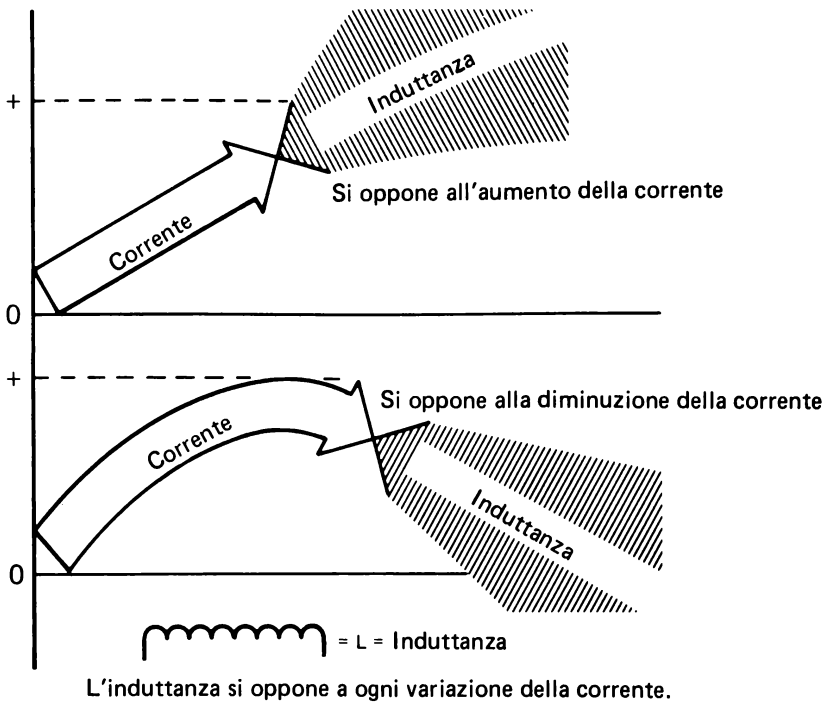 +
Induttanza
Si oppone all'aumento della corrente
Corrente
0
+
Si oppone alla diminuzione della corrente
Corrente
Induttanza
0
= L = Induttanza
L'induttanza si oppone a ogni variazione della corrente.